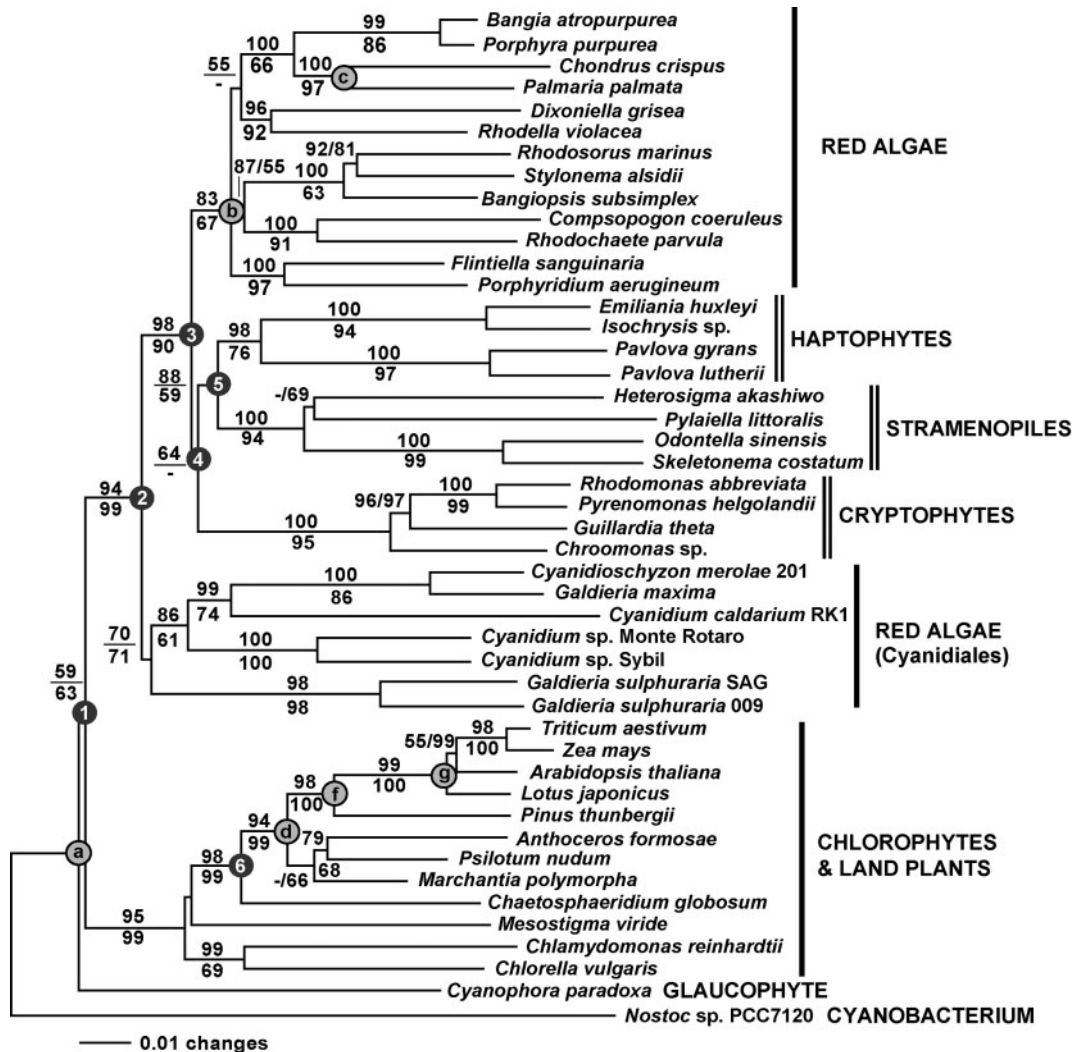 99
Bangia atropurpurea
86
Porphyra purpurea
100
66
55
-
100
97
c
Chondrus crispus
Palmaria palmata
96
92
Dixoniella grisea
Rhodella violacea
RED ALGAE
92/81
87/55
100
63
Rhodosorus marinus
Stylonema alsidii
Bangiopsis subsimplex
83
67
b
100
91
Compsopogon coeruleus
Rhodochaete parvula
100
97
Flintiella sanguinaria
Porphyridium aerugineum
98
90
3
98
76
100
94
Emiliania huxleyi
Isochrysis sp.
HAPTOPHYTES
100
97
Pavlova gyrans
Pavlova lutherii
88
59
5
-/69
Heterosigma akashiwo
Pylaiella littoralis
STRAMENOPILES
100
94
100
99
Odontella sinensis
Skeletonema costatum
64
-
4
96/97
100
99
Rhodomonas abbreviata
Pyrenomonas helgolandii
CRYPTOPHYTES
100
95
Guillardia theta
Chroomonas sp.
94
99
2
99
74
100
86
Cyanidioschyzon merolae 201
Galdieria maxima
Cyanidium caldarium RK1
RED ALGAE
(Cyanidiales)
86
61
100
100
Cyanidium sp. Monte Rotaro
Cyanidium sp. Sybil
70
71
98
98
Galdieria sulphuraria SAG
Galdieria sulphuraria 009
59
63
1
55/99
98
100
Triticum aestivum
Zea mays
99
100
g
Arabidopsis thaliana
Lotus japonicus
98
100
f
Pinus thunbergii
CHLOROPHYTES
& LAND PLANTS
94
99
d
79
68
-/66
Anthoceros formosae
Psilotum nudum
Marchantia polymorpha
98
99
6
Chaetosphaeridium globosum
95
99
Mesostigma viride
99
69
Chlamydomonas reinhardtii
Chlorella vulgaris
a
Cyanophora paradoxa GLAUCOPHYTE
Nostoc sp. PCC7120 CYANOBACTERIUM
0.01 changes